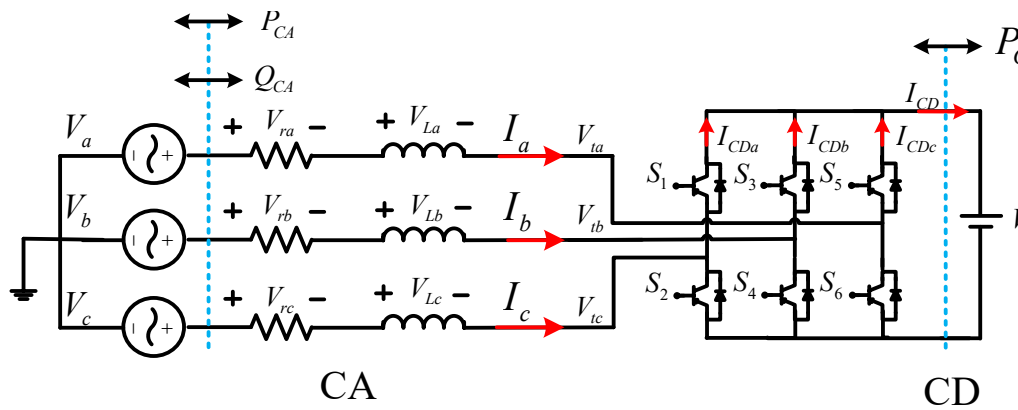 P_CA
Q_CA
V_a
V_ra
V_La
I_a
V_ta
V_b
V_rb
V_Lb
I_b
V_tb
V_c
V_rc
V_Lc
I_c
V_tc
I_CD
I_CDa
I_CDb
I_CDc
S_1
S_3
S_5
S_2
S_4
S_6
CA
CD